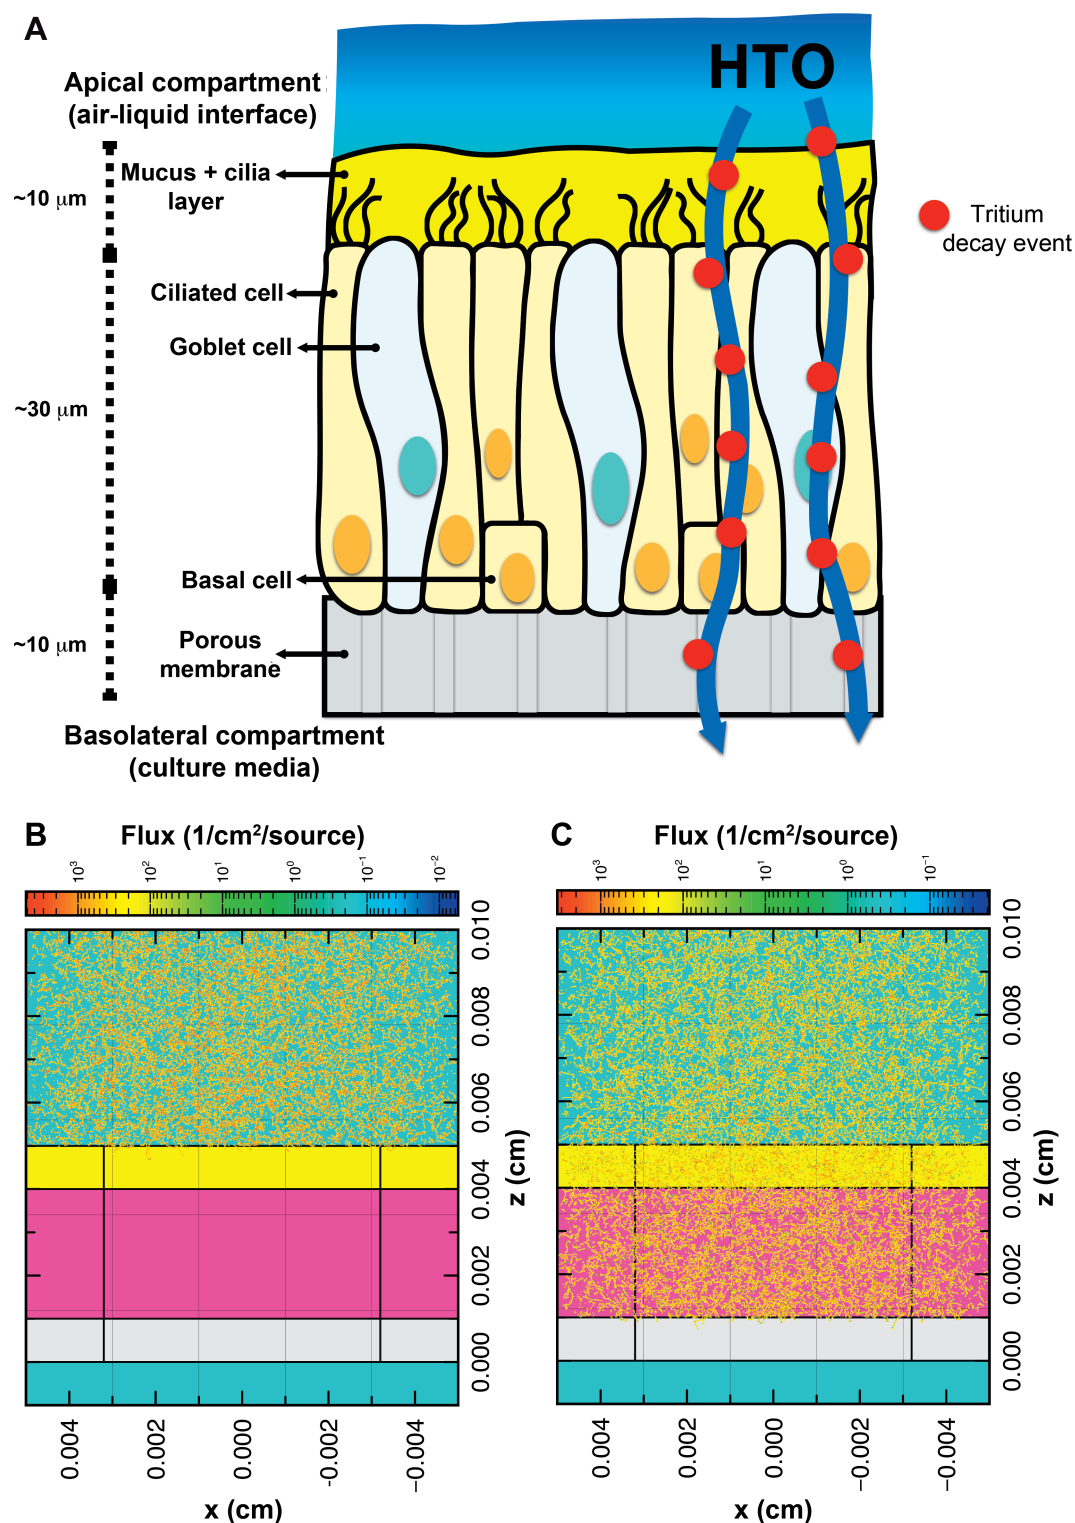 A
HTO
Apical compartment
(air-liquid interface)
Mucus + cilia
layer
~10 μm
Tritium
decay event
Ciliated cell
Goblet cell
~30 μm
Basal cell
Porous
membrane
~10 μm
Basolateral compartment
(culture media)
B
Flux (1/cm²/source)
10³
10²
10¹
10⁰
10⁻¹
10⁻²
0.010
0.008
0.006
0.004
0.002
0.000
z (cm)
0.004
0.002
0.000
-0.002
-0.004
x (cm)
C
Flux (1/cm²/source)
10³
10²
10¹
10⁰
10⁻¹
0.010
0.008
0.006
0.004
0.002
0.000
z (cm)
0.004
0.002
0.000
−0.002
−0.004
x (cm)